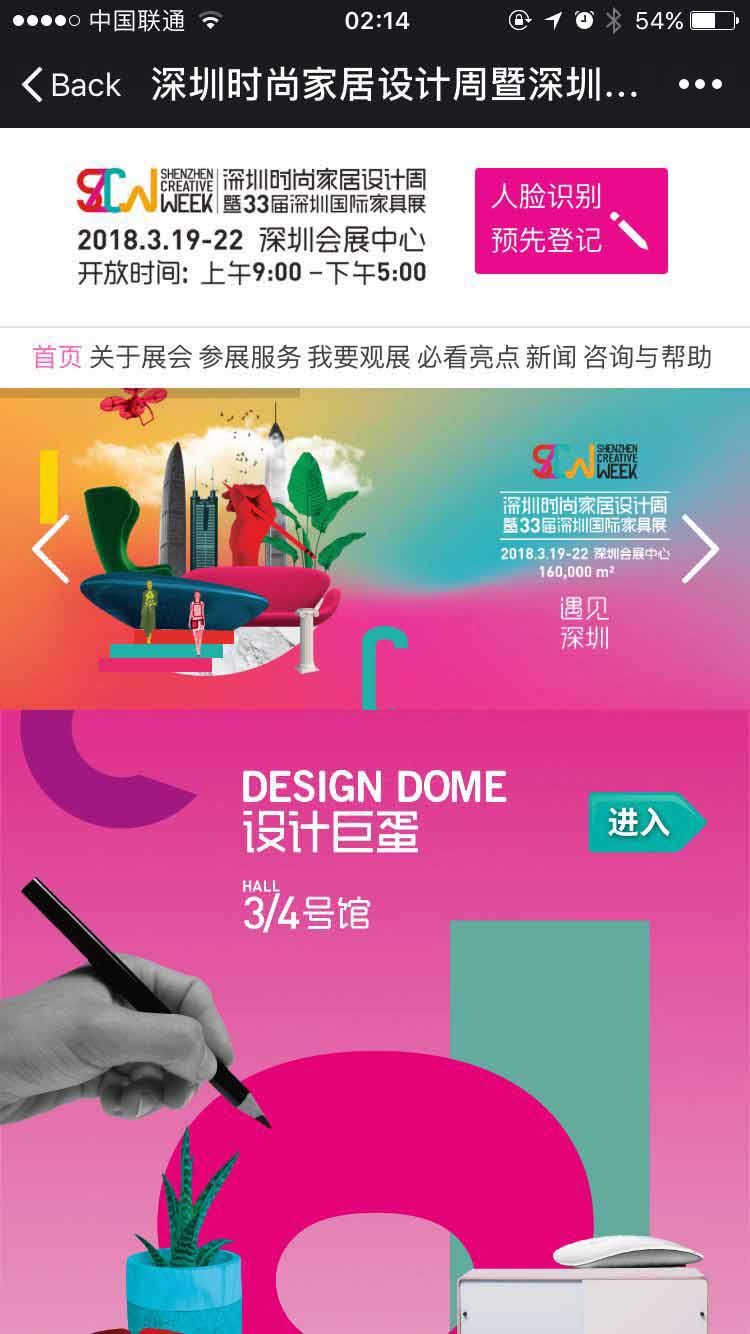 中国联通
02:14
54%
Back
深圳时尚家居设计周暨深圳...
SCW
SHENZHEN
CREATIVE
WEEK
深圳时尚家居设计周
暨33届深圳国际家具展
2018.3.19-22 深圳会展中心
开放时间: 上午9:00 –下午5:00
人脸识别
预先登记
首页 关于展会 参展服务 我要观展 必看亮点 新闻 咨询与帮助
SCW
SHENZHEN
CREATIVE
WEEK
深圳时尚家居设计周
暨33届深圳国际家具展
2018.3.19-22 深圳会展中心
160,000 m²
遇见
深圳
DESIGN DOME
设计巨蛋
进入
HALL
3/4号馆